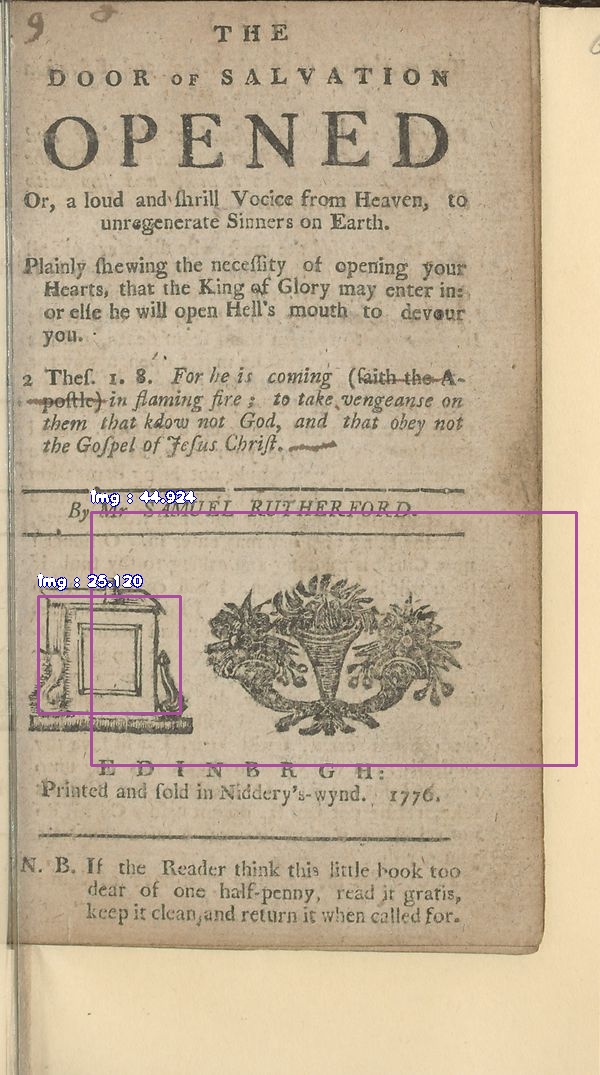 9
THE
DOOR OF SALVATION
OPENED
Or, a loud and ſhrill Vocice from Heaven, to
unregenerate Sinners on Earth.
Plainly ſhewing the neceſſity of opening your
Hearts, that the King of Glory may enter in:
or elſe he will open Hell's mouth to devour
you.
2 Theſ. 1. 8. For he is coming (ſaith the A-
poſtle) in flaming fire; to take vengeanse on
them that kdow not God, and that obey not
the Goſpel of Jeſus Chriſt.
img : 44.924
By Mr. SAMUEL RUTHERFORD.
img : 25.120
EDINBRGH:
Printed and ſold in Niddery's-wynd. 1776.
N. B. If the Reader think this little book too
dear of one half-penny, read it gratis,
keep it clean, and return it when called for.